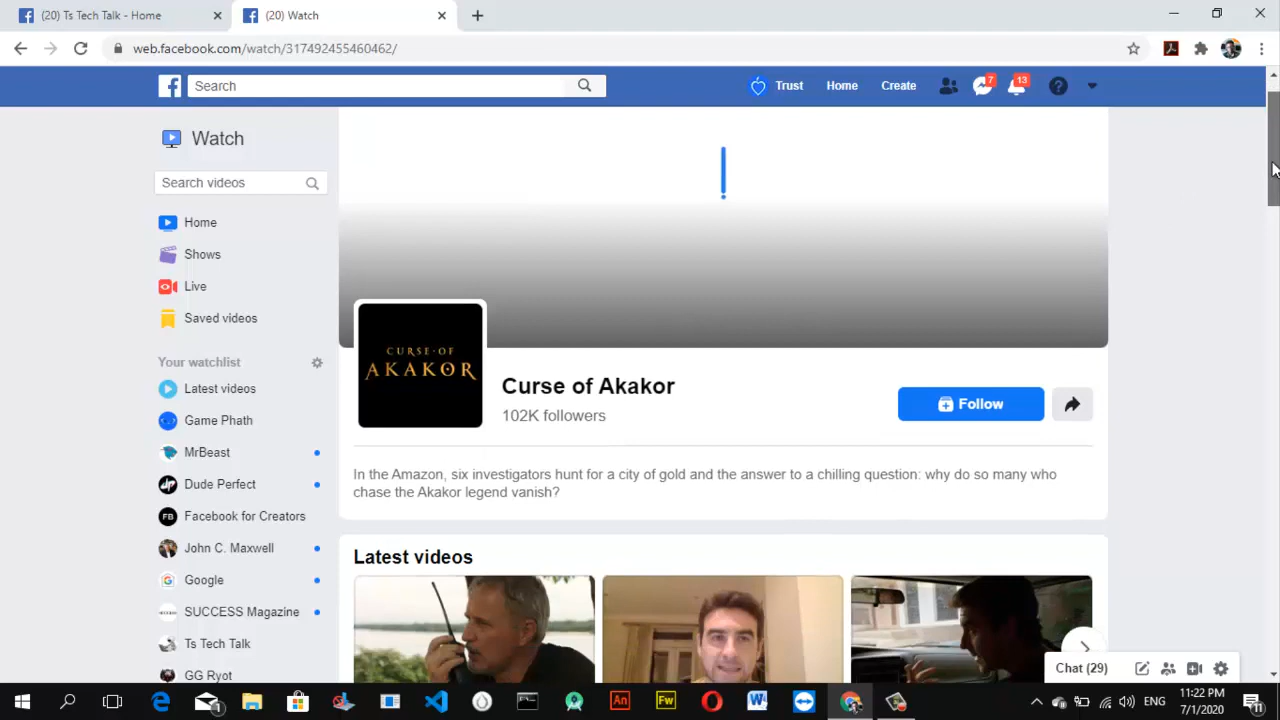 (20) Ts Tech Talk - Home
(20) Watch
web.facebook.com/watch/317492455460462/
Search
Trust
Home
Create
7
13
Watch
Search videos
Home
Shows
Live
Saved videos
Your watchlist
Latest videos
Game Phath
MrBeast
Dude Perfect
FB
Facebook for Creators
John C. Maxwell
Google
SUCCESS Magazine
Ts Tech Talk
GG Ryot
CURSE·OF
AKAKOR
Curse of Akakor
102K followers
Follow
In the Amazon, six investigators hunt for a city of gold and the answer to a chilling question: why do so many who
chase the Akakor legend vanish?
Latest videos
Chat (29)
An
Fw
ENG
11:22 PM
7/1/2020
11